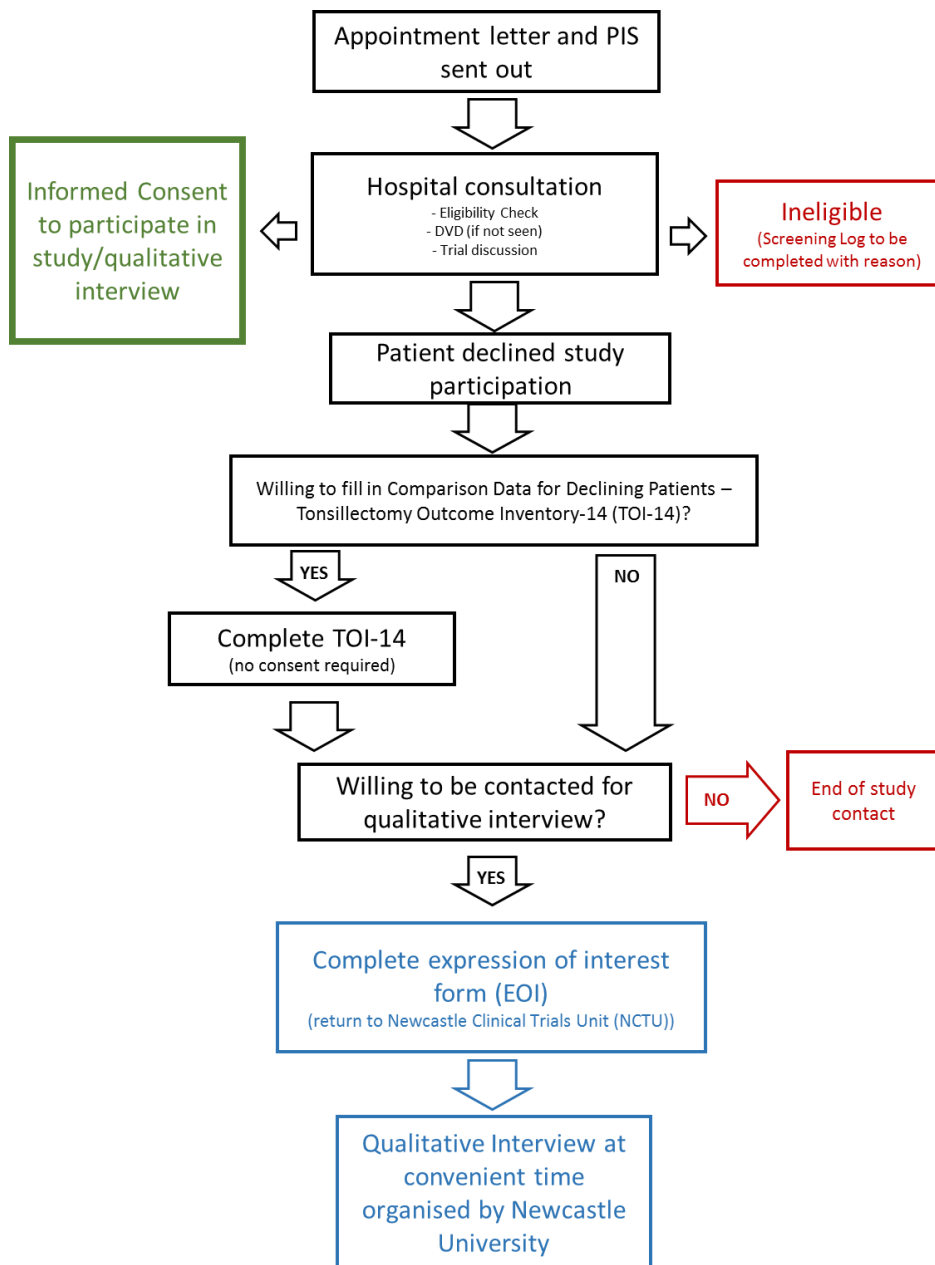 Appointment letter and PIS
sent out
Informed Consent
to participate in
study/qualitative
interview
Hospital consultation
- Eligibility Check
- DVD (if not seen)
- Trial discussion
Ineligible
(Screening Log to be
completed with reason)
Patient declined study
participation
Willing to fill in Comparison Data for Declining Patients –
Tonsillectomy Outcome Inventory-14 (TOI-14)?
YES
NO
Complete TOI-14
(no consent required)
Willing to be contacted for
qualitative interview?
NO
End of study
contact
YES
Complete expression of interest
form (EOI)
(return to Newcastle Clinical Trials Unit (NCTU))
Qualitative Interview at
convenient time
organised by Newcastle
University